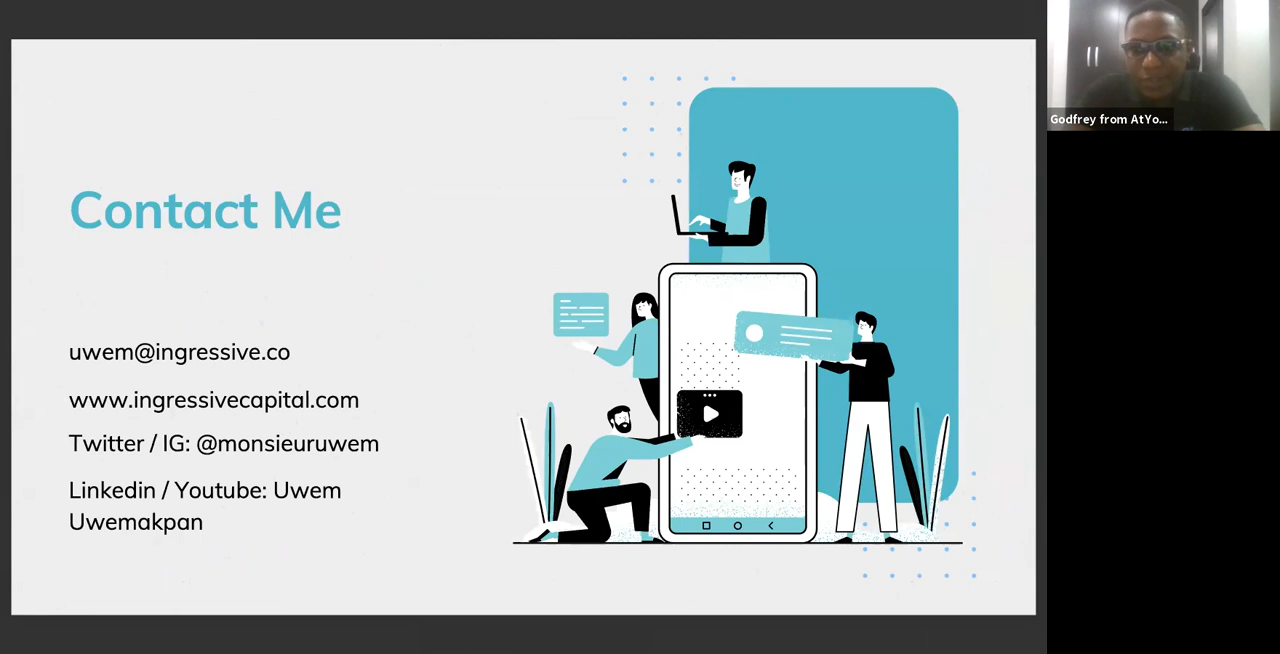 Contact Me
uwem@ingressive.co
www.ingressivecapital.com
Twitter / IG: @monsieuruwem
Linkedin / Youtube: Uwem
Uwemakpan
Godfrey from AtYo...